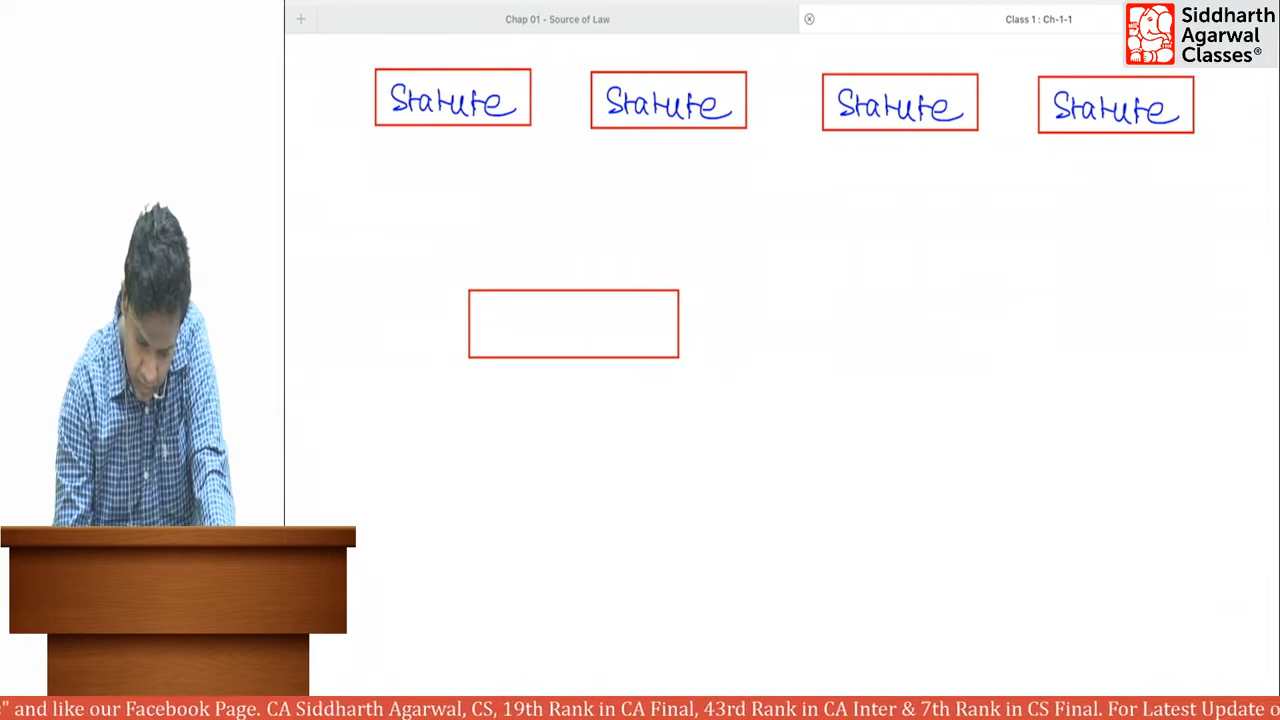 Chap 01 - Source of Law
Class 1 : Ch-1-1
Siddharth
Agarwal
Classes®
Statute
Statute
Statute
Statute
" and like our Facebook Page. CA Siddharth Agarwal, CS, 19th Rank in CA Final, 43rd Rank in CA Inter & 7th Rank in CS Final. For Latest Update o